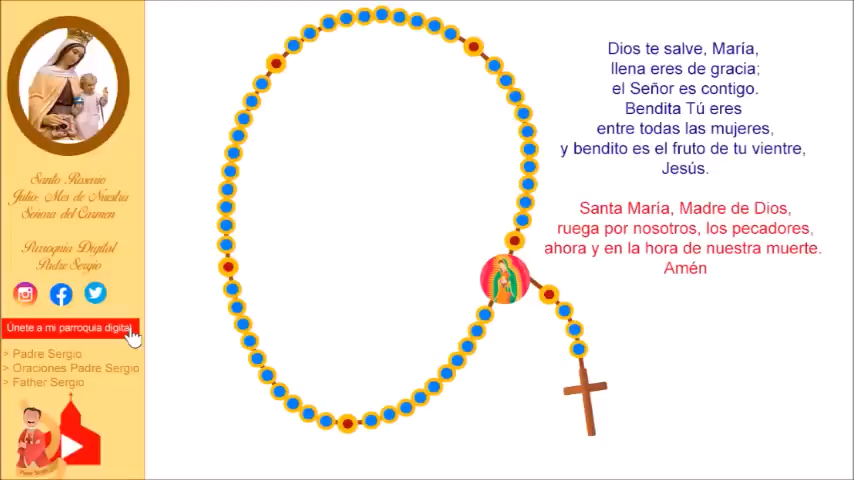 Santo Rosario
Julio: Mes de Nuestra
Señora del Carmen
Parroquia Digital
Padre Sergio
Únete a mi parroquia digital
> Padre Sergio
> Oraciones Padre Sergio
> Father Sergio
Dios te salve, María,
llena eres de gracia;
el Señor es contigo.
Bendita Tú eres
entre todas las mujeres,
y bendito es el fruto de tu vientre,
Jesús.
Santa María, Madre de Dios,
ruega por nosotros, los pecadores,
ahora y en la hora de nuestra muerte.
Amén